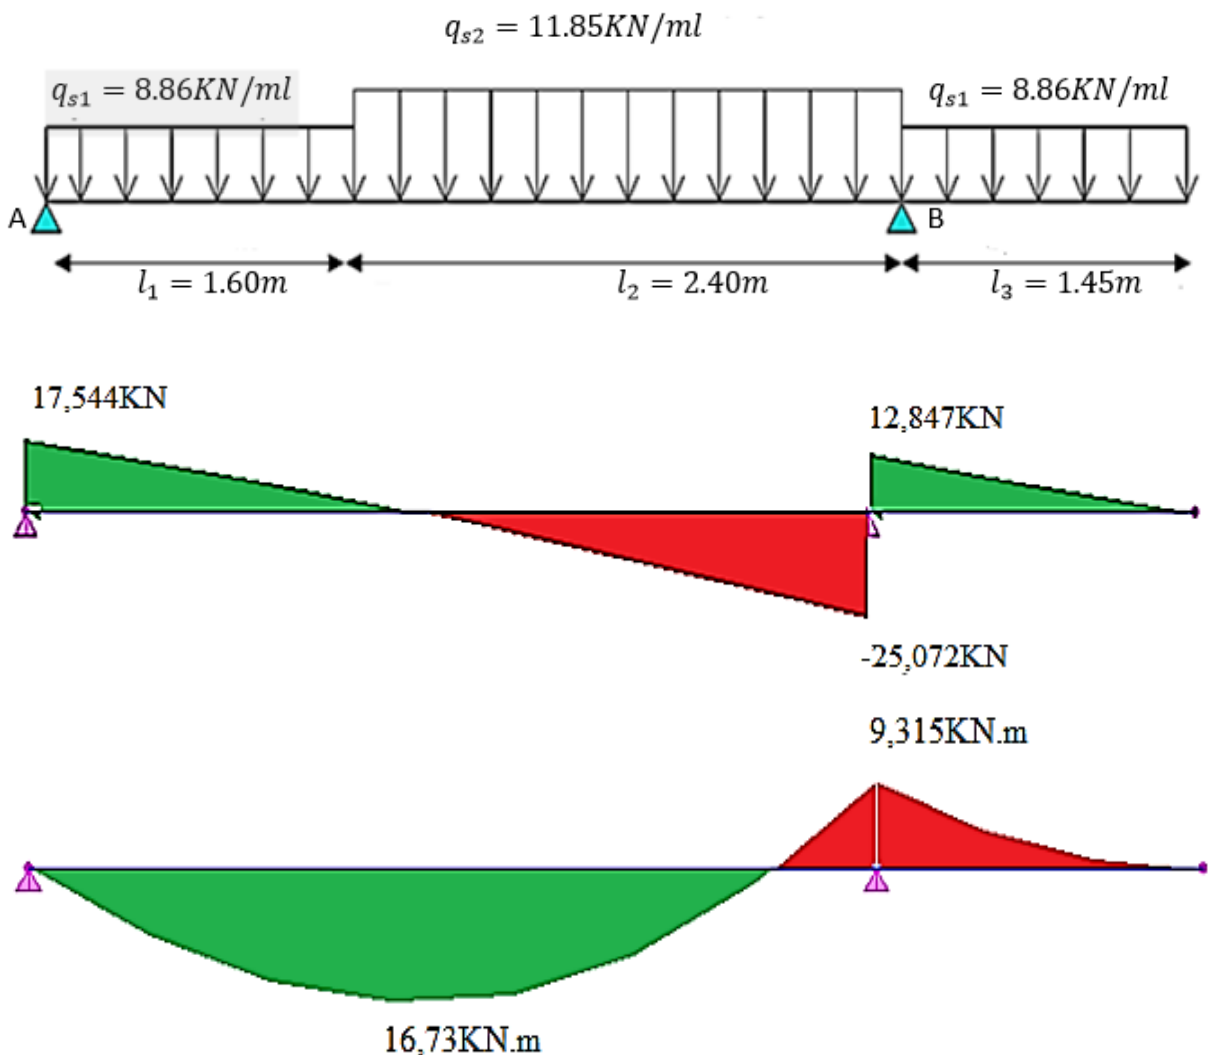 q_{s2} = 11.85KN/ml
q_{s1} = 8.86KN/ml
q_{s1} = 8.86KN/ml
A
B
l_1 = 1.60m
l_2 = 2.40m
l_3 = 1.45m
17,544KN
12,847KN
-25,072KN
9,315KN.m
16,73KN.m